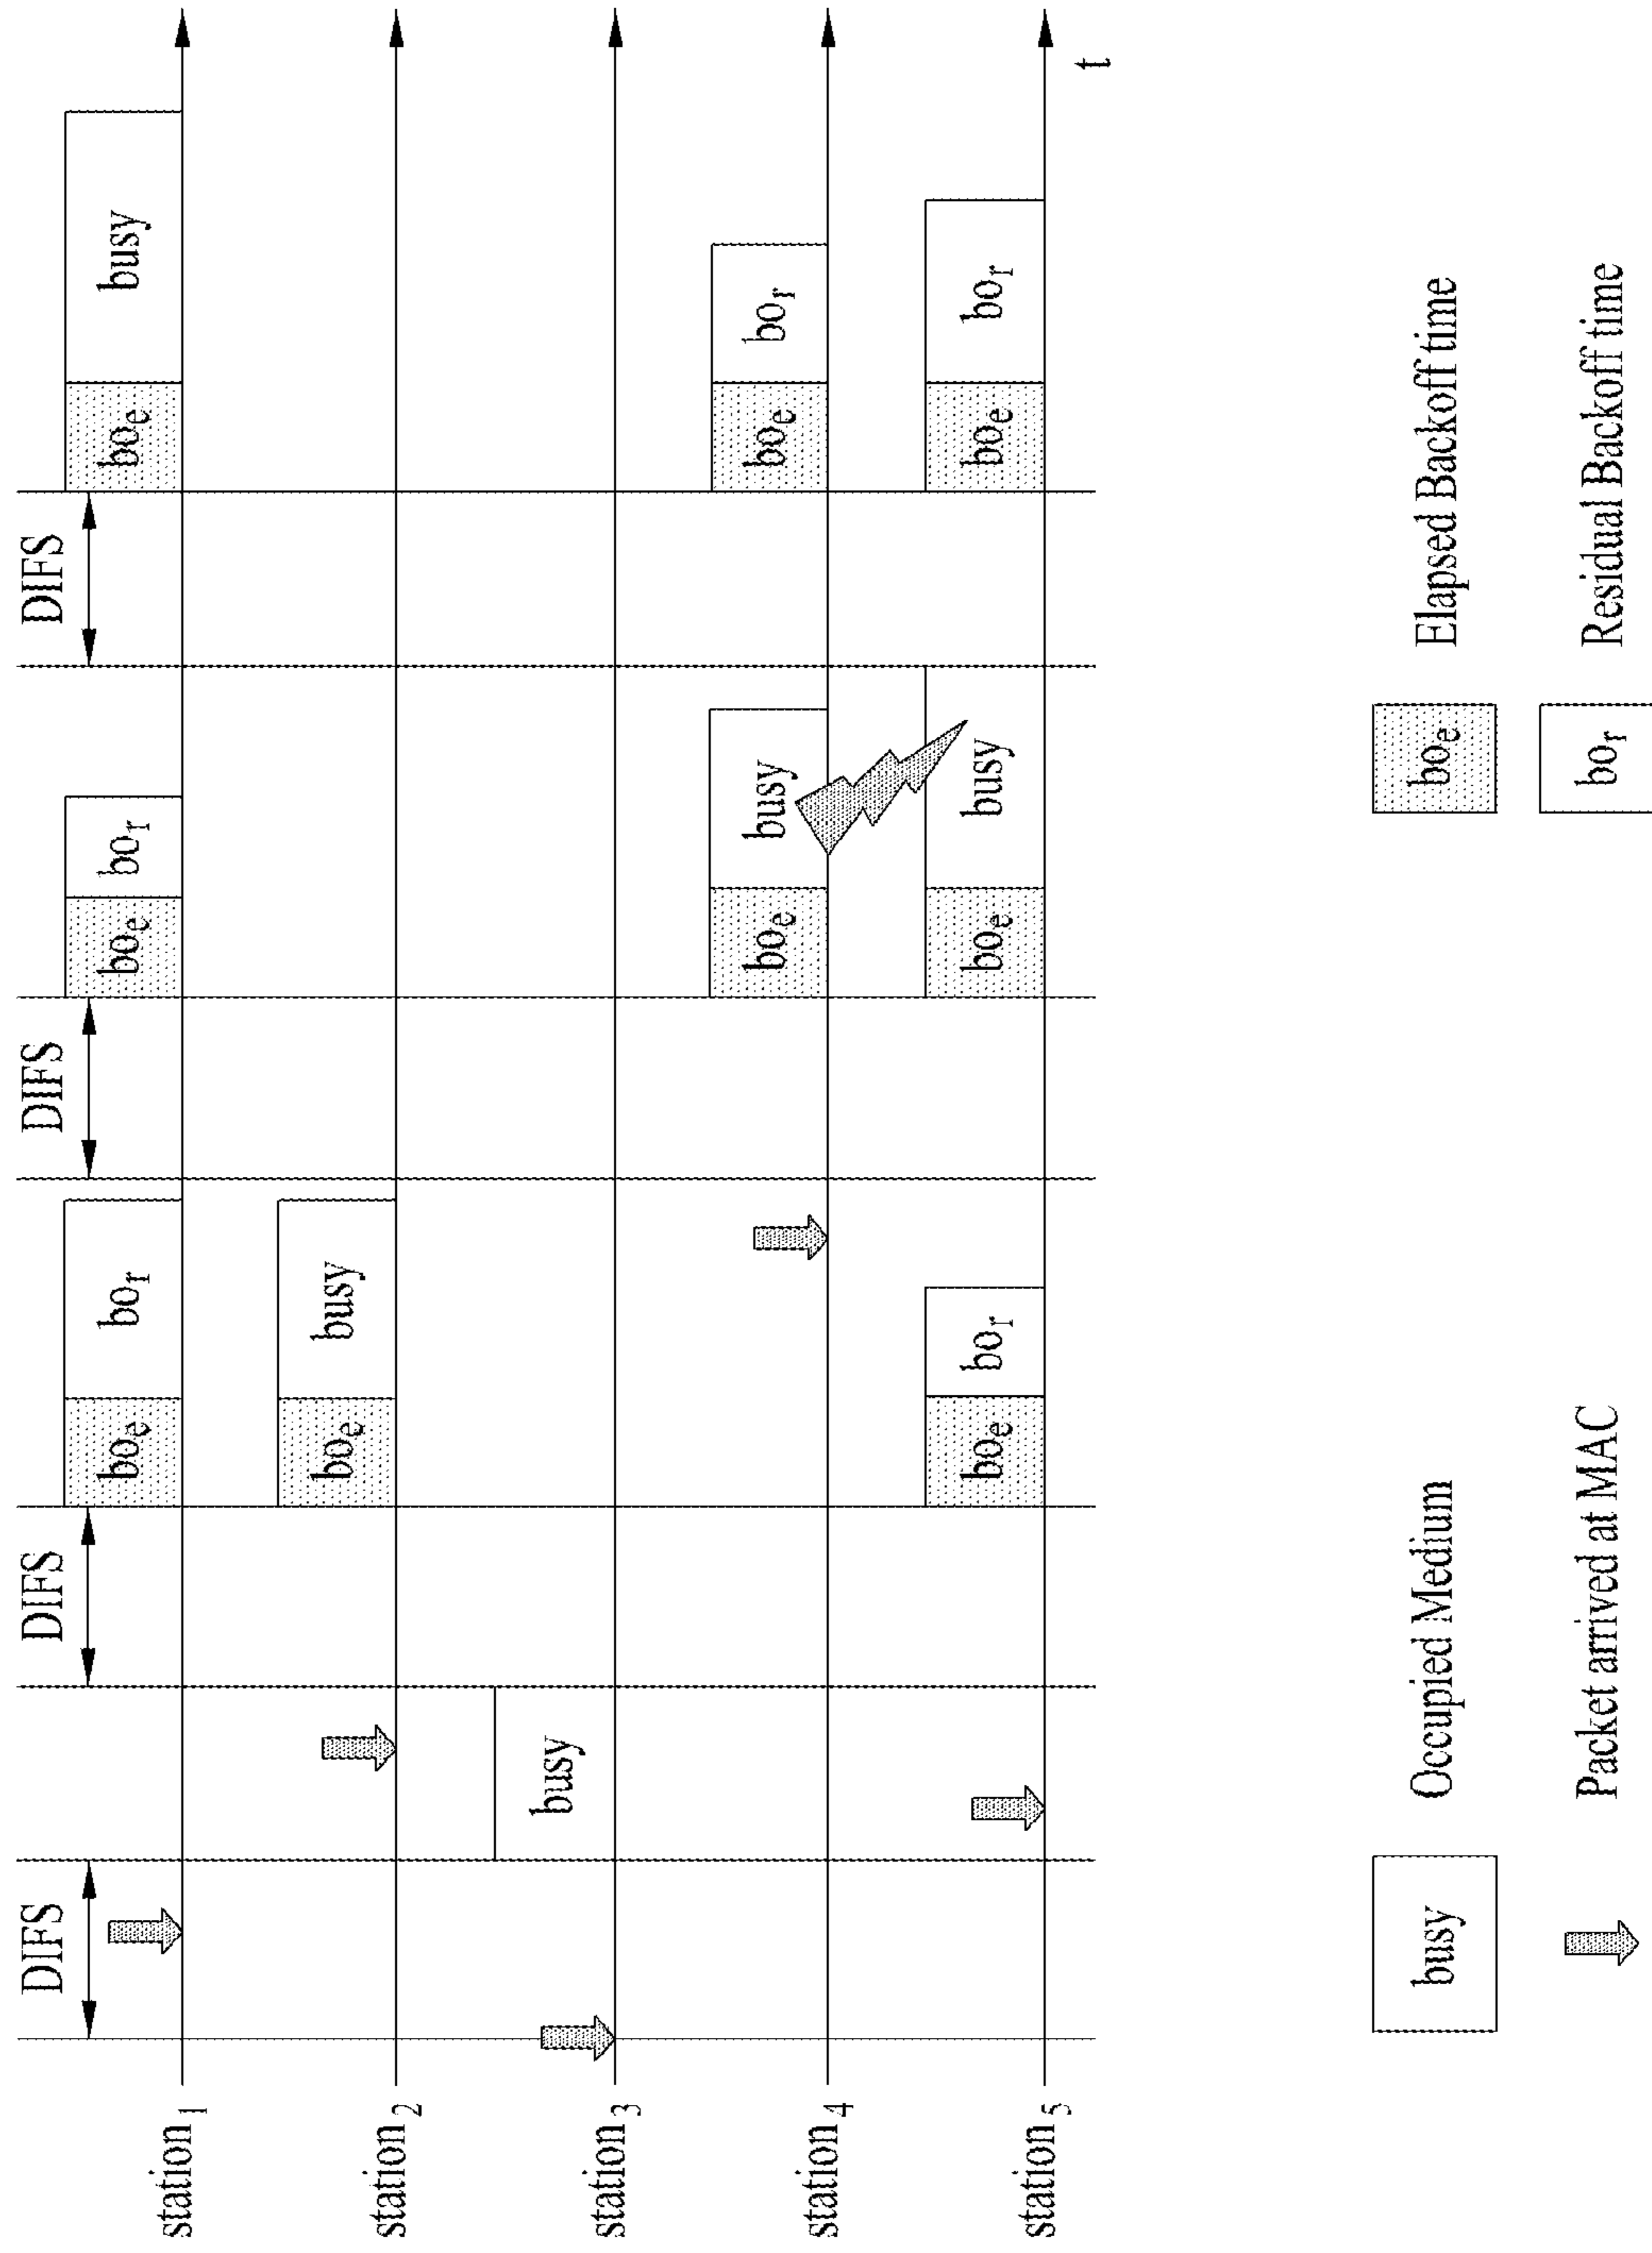 DIFS
DIFS
DIFS
DIFS
station₁
boₑ
boᵣ
boₑ
boᵣ
boₑ
busy
station₂
boₑ
busy
station₃
busy
station₄
boₑ
busy
boₑ
boᵣ
station₅
boₑ
boᵣ
boₑ
busy
boₑ
boᵣ
t
busy
Occupied Medium
boₑ
Elapsed Backoff time
Packet arrived at MAC
boᵣ
Residual Backoff time